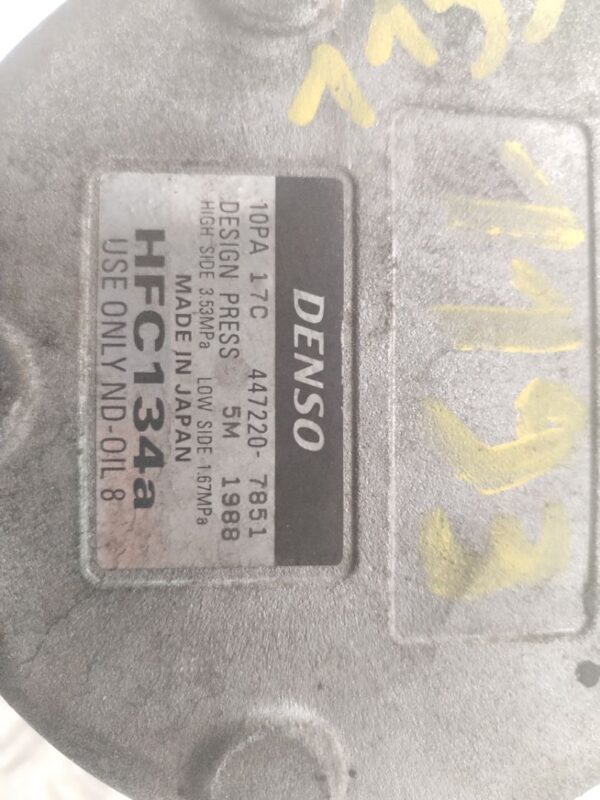 DENSO
10PA 17C 447220-7851
DESIGN PRESS 5M 1988
HIGH SIDE 3.53MPa LOW SIDE 1.67MPa
MADE IN JAPAN
HFC134a
USE ONLY ND-OIL 8